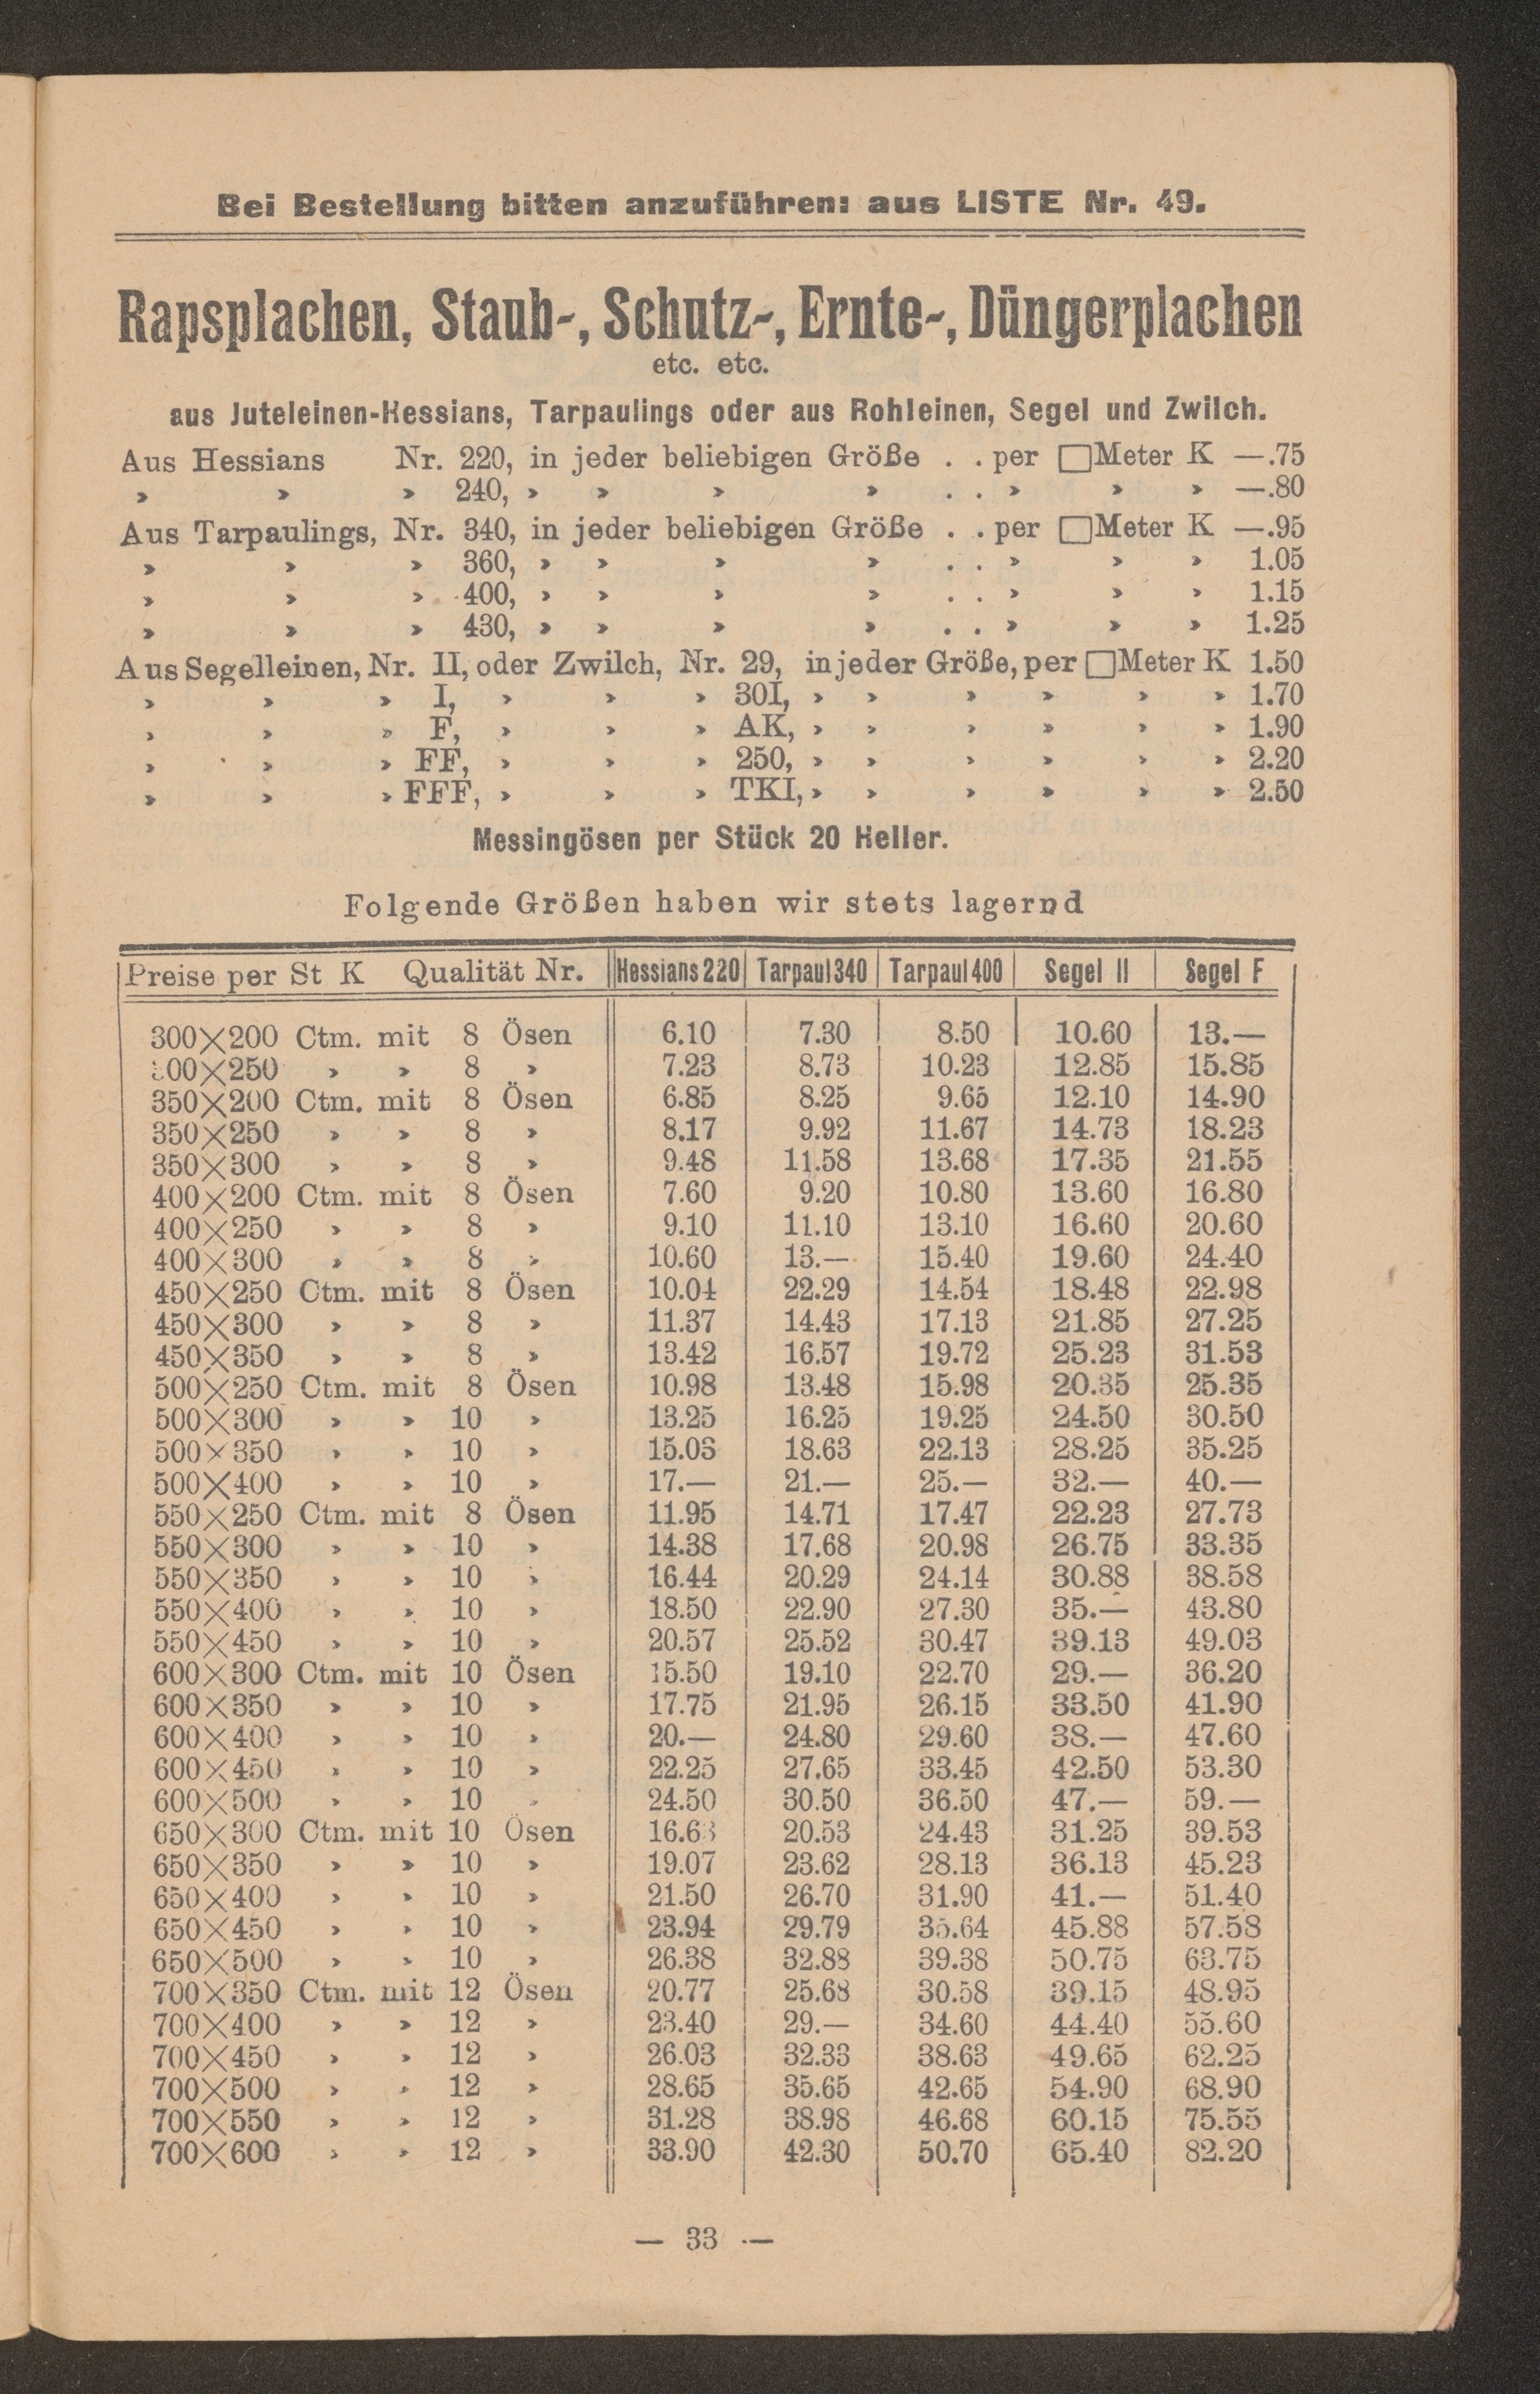 Bei Bestellung bitten anzuführen: aus LISTE Nr. 49.
Rapsplachen, Staub-, Schutz-, Ernte-, Düngerplachen
etc. etc.
aus Juteleinen-Hessians, Tarpaulings oder aus Rohleinen, Segel und Zwilch.
Aus Hessians Nr. 220, in jeder beliebigen Größe . . per □Meter K —.75
» » » 240, » » » » . . » » » —.80
Aus Tarpaulings, Nr. 340, in jeder beliebigen Größe . . per □Meter K —.95
» » » 360, » » » » . . » » » 1.05
» » » 400, » » » » . . » » » 1.15
» » » 430, » » » » . . » » » 1.25
Aus Segelleinen, Nr. II, oder Zwilch, Nr. 29, in jeder Größe, per □Meter K 1.50
» » » I, » » » 30I, » » » » » » 1.70
» » » F, » » » AK, » » » » » » 1.90
» » » FF, » » » 250, » » » » » » 2.20
» » » FFF, » » » TKI, » » » » » » 2.50
Messingösen per Stück 20 Heller.
Folgende Größen haben wir stets lagernd
Preise per St K Qualität Nr. Hessians 220 Tarpaul 340 Tarpaul 400 Segel II Segel F
300×200 Ctm. mit 8 Ösen 6.10 7.30 8.50 10.60 13.—
300×250 » » 8 » 7.23 8.73 10.23 12.85 15.85
350×200 Ctm. mit 8 Ösen 6.85 8.25 9.65 12.10 14.90
350×250 » » 8 » 8.17 9.92 11.67 14.73 18.23
350×300 » » 8 » 9.48 11.58 13.68 17.35 21.55
400×200 Ctm. mit 8 Ösen 7.60 9.20 10.80 13.60 16.80
400×250 » » 8 » 9.10 11.10 13.10 16.60 20.60
400×300 » » 8 » 10.60 13.— 15.40 19.60 24.40
450×250 Ctm. mit 8 Ösen 10.04 22.29 14.54 18.48 22.98
450×300 » » 8 » 11.37 14.43 17.13 21.85 27.25
450×350 » » 8 » 13.42 16.57 19.72 25.23 31.53
500×250 Ctm. mit 8 Ösen 10.98 13.48 15.98 20.35 25.35
500×300 » » 10 » 13.25 16.25 19.25 24.50 30.50
500×350 » » 10 » 15.03 18.63 22.13 28.25 35.25
500×400 » » 10 » 17.— 21.— 25.— 32.— 40.—
550×250 Ctm. mit 8 Ösen 11.95 14.71 17.47 22.23 27.73
550×300 » » 10 » 14.38 17.68 20.98 26.75 33.35
550×350 » » 10 » 16.44 20.29 24.14 30.88 38.58
550×400 » » 10 » 18.50 22.90 27.30 35.— 43.80
550×450 » » 10 » 20.57 25.52 30.47 39.13 49.03
600×300 Ctm. mit 10 Ösen 15.50 19.10 22.70 29.— 36.20
600×350 » » 10 » 17.75 21.95 26.15 33.50 41.90
600×400 » » 10 » 20.— 24.80 29.60 38.— 47.60
600×450 » » 10 » 22.25 27.65 33.45 42.50 53.30
600×500 » » 10 » 24.50 30.50 36.50 47.— 59.—
650×300 Ctm. mit 10 Ösen 16.63 20.53 24.43 31.25 39.53
650×350 » » 10 » 19.07 23.62 28.13 36.13 45.23
650×400 » » 10 » 21.50 26.70 31.90 41.— 51.40
650×450 » » 10 » 23.94 29.79 35.64 45.88 57.58
650×500 » » 10 » 26.38 32.88 39.38 50.75 63.75
700×350 Ctm. mit 12 Ösen 20.77 25.68 30.58 39.15 48.95
700×400 » » 12 » 23.40 29.— 34.60 44.40 55.60
700×450 » » 12 » 26.03 32.33 38.63 49.65 62.25
700×500 » » 12 » 28.65 35.65 42.65 54.90 68.90
700×550 » » 12 » 31.28 38.98 46.68 60.15 75.55
700×600 » » 12 » 33.90 42.30 50.70 65.40 82.20
— 33 —